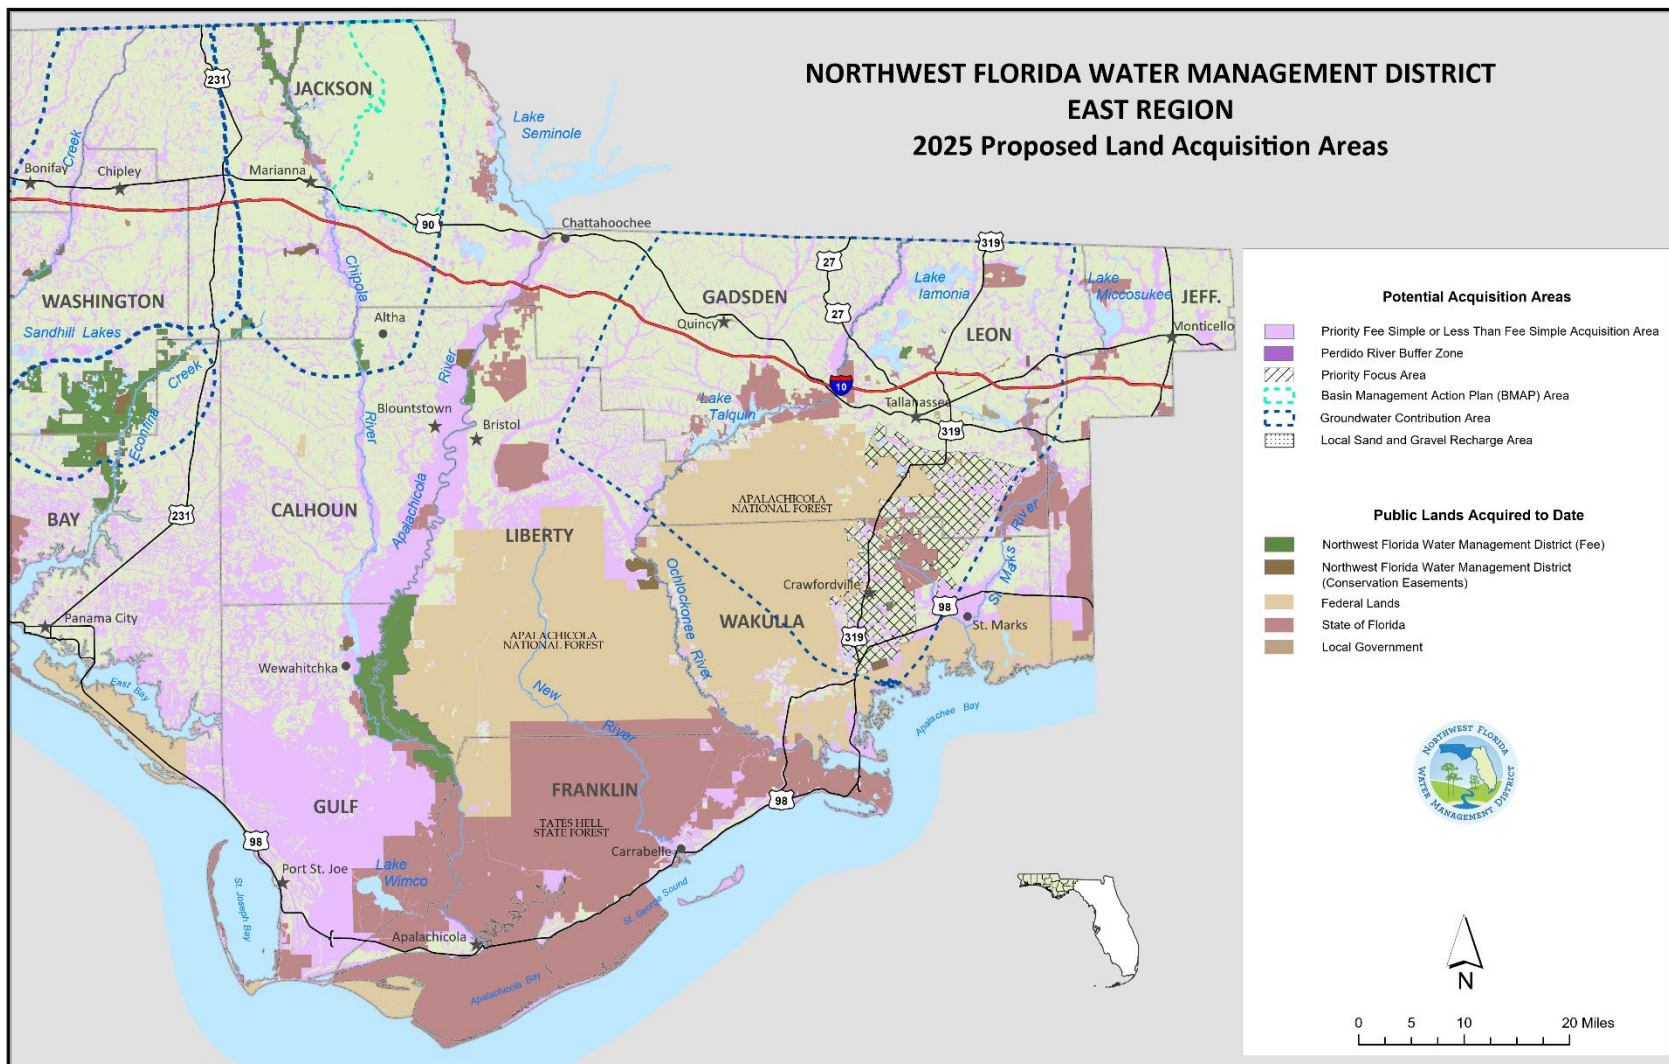 NORTHWEST FLORIDA WATER MANAGEMENT DISTRICT
EAST REGION
2025 Proposed Land Acquisition Areas
231
JACKSON
Lake
Seminole
Creek
Bonifay
Chipley
Marianna
90
Chattahoochee
319
27
Lake
Iamonia
Lake
Miccosukee
Chipola
WASHINGTON
GADSDEN
JEFF.
Sandhill Lakes
Altha
Quincy
27
LEON
Monticello
River
Creek
10
Econfina
River
Blountstown
Bristol
Lake
Talquin
Tallahassee
319
Apalachicola
BAY
231
CALHOUN
LIBERTY
APALACHICOLA
NATIONAL FOREST
River
St. Marks
Ochlockonee
River
Crawfordville
98
Panama City
WAKULLA
St. Marks
APALACHICOLA
NATIONAL FOREST
319
Wewahitchka
East Bay
New
River
Apalachee Bay
GULF
FRANKLIN
98
TATES HELL
STATE FOREST
98
Carrabelle
Port St. Joe
Lake
Wimico
St. Joseph Bay
St. George Sound
Apalachicola
Apalachicola Bay
Potential Acquisition Areas
Priority Fee Simple or Less Than Fee Simple Acquisition Area
Perdido River Buffer Zone
Priority Focus Area
Basin Management Action Plan (BMAP) Area
Groundwater Contribution Area
Local Sand and Gravel Recharge Area
Public Lands Acquired to Date
Northwest Florida Water Management District (Fee)
Northwest Florida Water Management District
(Conservation Easements)
Federal Lands
State of Florida
Local Government
NORTHWEST FLORIDA
WATER MANAGEMENT DISTRICT
N
0 5 10 20 Miles